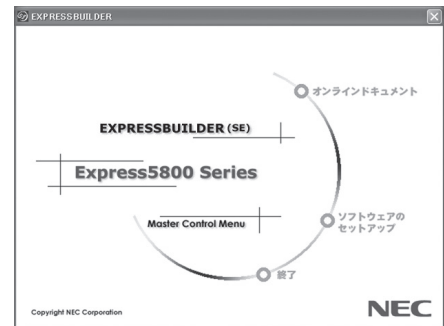 EXPRESSBUILDER
オンラインドキュメント
EXPRESSBUILDER (SE)
Express5800 Series
Master Control Menu
ソフトウェアの
セットアップ
終了
Copyright NEC Corporation
NEC